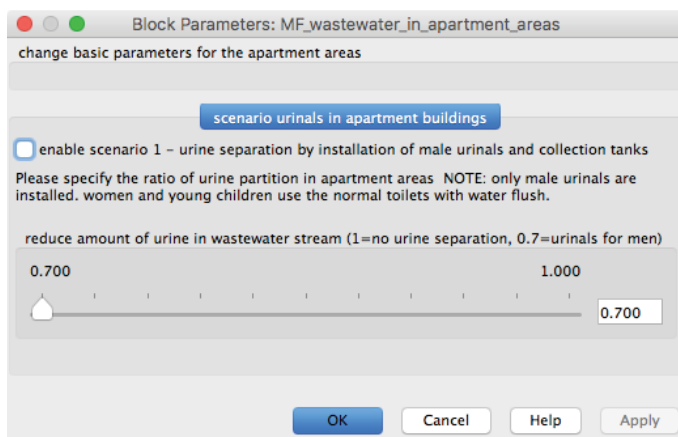 Block Parameters: MF_wastewater_in_apartment_areas
change basic parameters for the apartment areas
scenario urinals in apartment buildings
enable scenario 1 – urine separation by installation of male urinals and collection tanks
Please specify the ratio of urine partition in apartment areas  NOTE: only male urinals are
installed. women and young children use the normal toilets with water flush.
reduce amount of urine in wastewater stream (1=no urine separation, 0.7=urinals for men)
0.700 1.000
0.700
OK Cancel Help Apply